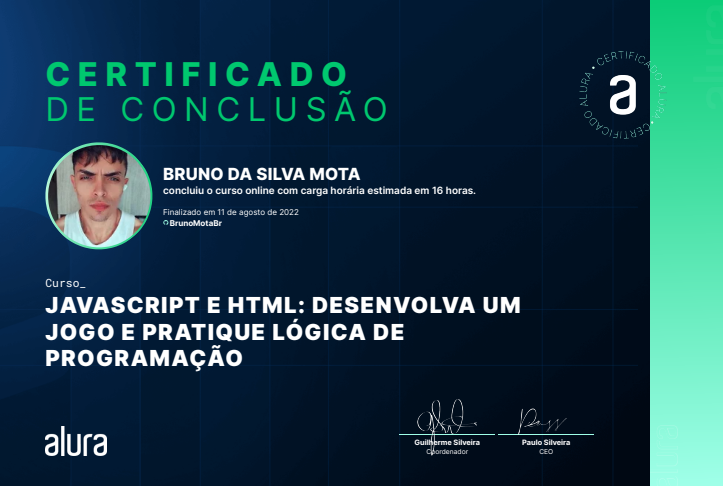 CERTIFICADO
DE CONCLUSÃO
CERTIFICADO ALURA • CERTIFICADO ALURA •
a
BRUNO DA SILVA MOTA
concluiu o curso online com carga horária estimada em 16 horas.
Finalizado em 11 de agosto de 2022
BrunoMotaBr
Curso_
JAVASCRIPT E HTML: DESENVOLVA UM
JOGO E PRATIQUE LÓGICA DE
PROGRAMAÇÃO
alura
Guilherme Silveira
Coordenador
Paulo Silveira
CEO